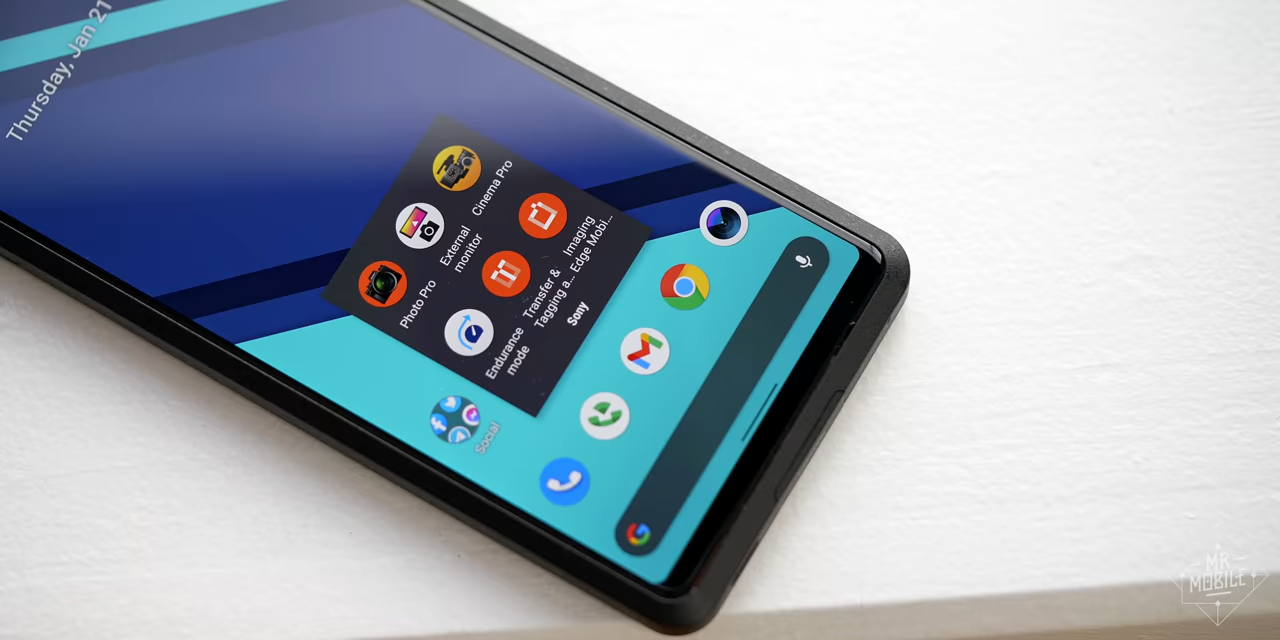 Thursday, Jan 21
Photo Pro
External
monitor
Cinema Pro
Endurance
mode
Transfer &
Tagging a...
Imaging
Edge Mobi...
Sony
Social
MR
MOBILE